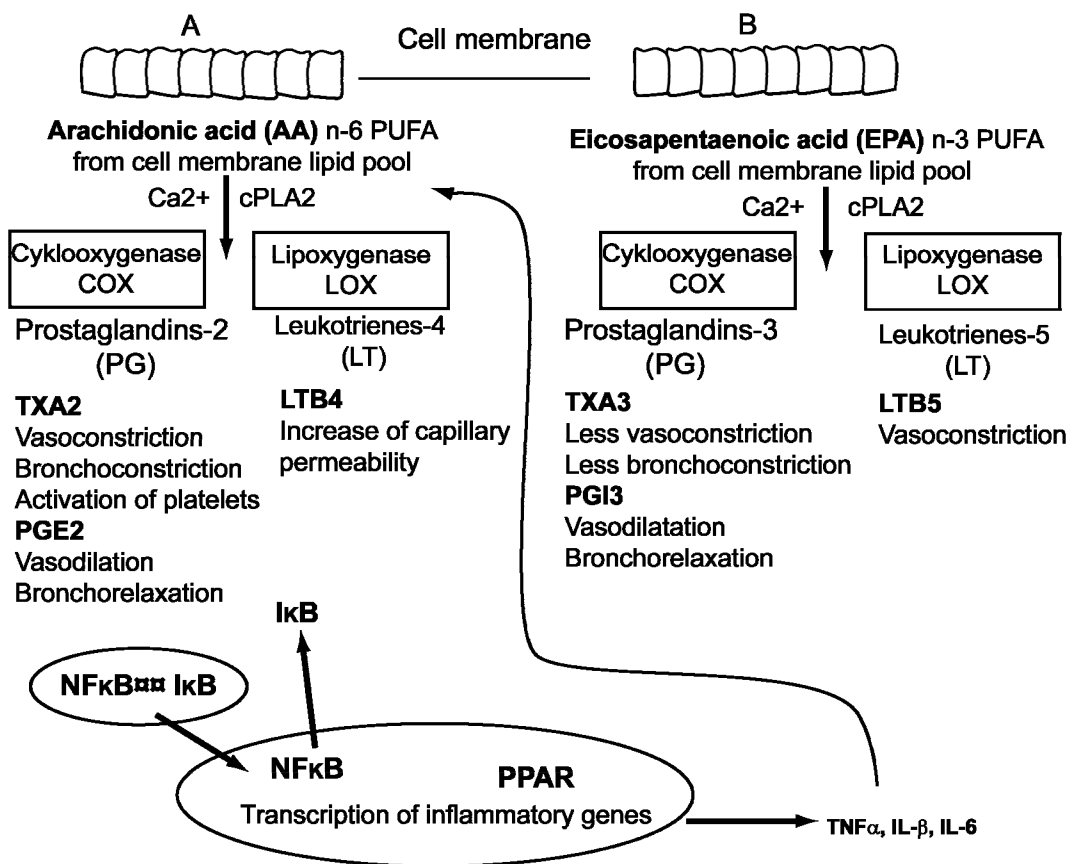 A
Cell membrane
B
Arachidonic acid (AA) n-6 PUFA
from cell membrane lipid pool
Ca2+ cPLA2
Cyklooxygenase
COX
Lipoxygenase
LOX
Prostaglandins-2
(PG)
Leukotrienes-4
(LT)
TXA2
Vasoconstriction
Bronchoconstriction
Activation of platelets
PGE2
Vasodilation
Bronchorelaxation
LTB4
Increase of capillary
permeability
Eicosapentaenoic acid (EPA) n-3 PUFA
from cell membrane lipid pool
Ca2+ cPLA2
Cyklooxygenase
COX
Lipoxygenase
LOX
Prostaglandins-3
(PG)
Leukotrienes-5
(LT)
TXA3
Less vasoconstriction
Less bronchoconstriction
PGI3
Vasodilatation
Bronchorelaxation
LTB5
Vasoconstriction
IκB
NFκB¤¤ IκB
NFκB
PPAR
Transcription of inflammatory genes
TNFα, IL-β, IL-6